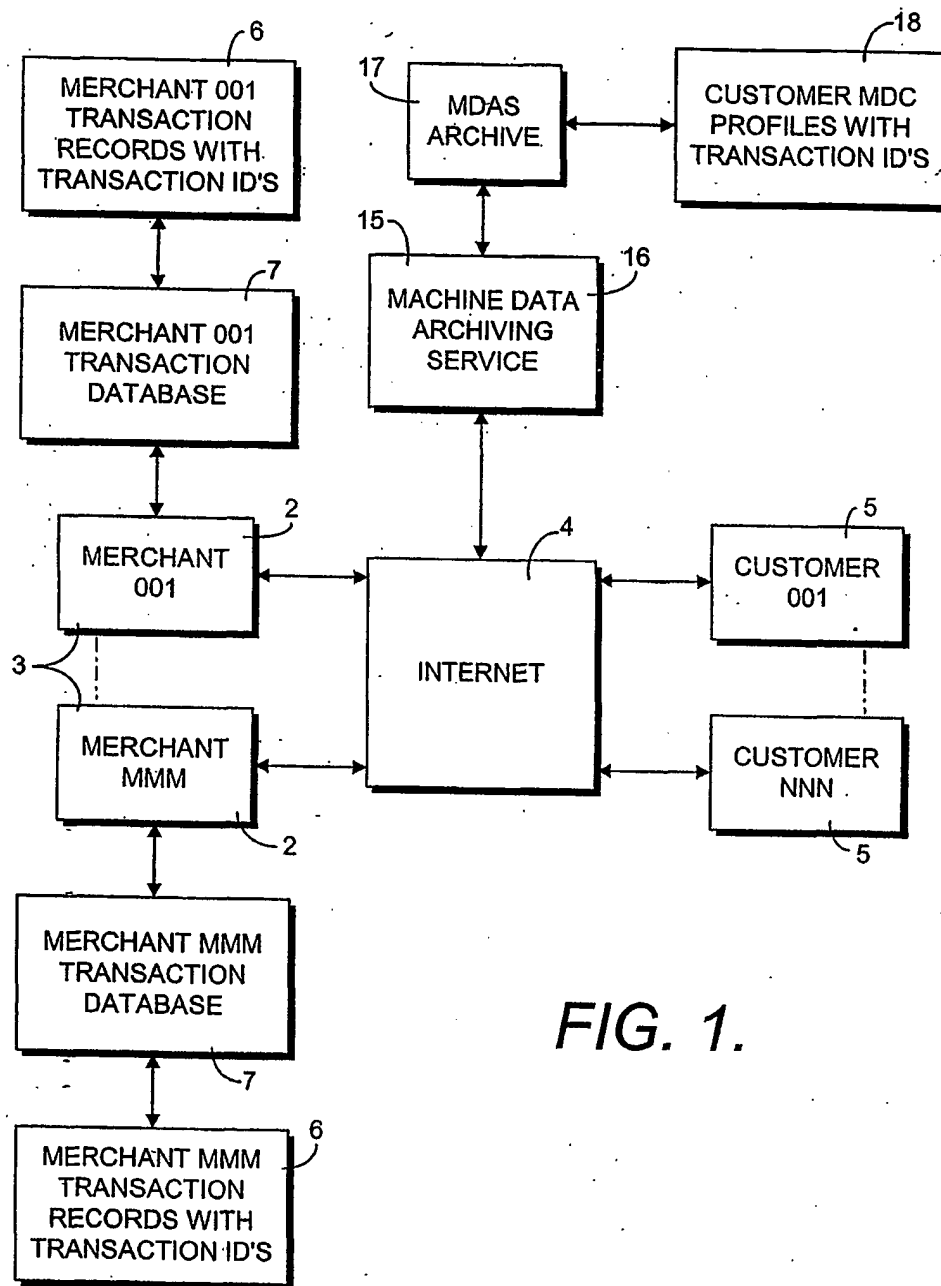 6
MERCHANT 001
TRANSACTION
RECORDS WITH
TRANSACTION ID'S
17
MDAS
ARCHIVE
18
CUSTOMER MDC
PROFILES WITH
TRANSACTION ID'S
7
MERCHANT 001
TRANSACTION
DATABASE
15
16
MACHINE DATA
ARCHIVING
SERVICE
2
MERCHANT
001
4
INTERNET
5
CUSTOMER
001
3
MERCHANT
MMM
2
CUSTOMER
NNN
5
MERCHANT MMM
TRANSACTION
DATABASE
7
FIG. 1.
6
MERCHANT MMM
TRANSACTION
RECORDS WITH
TRANSACTION ID'S